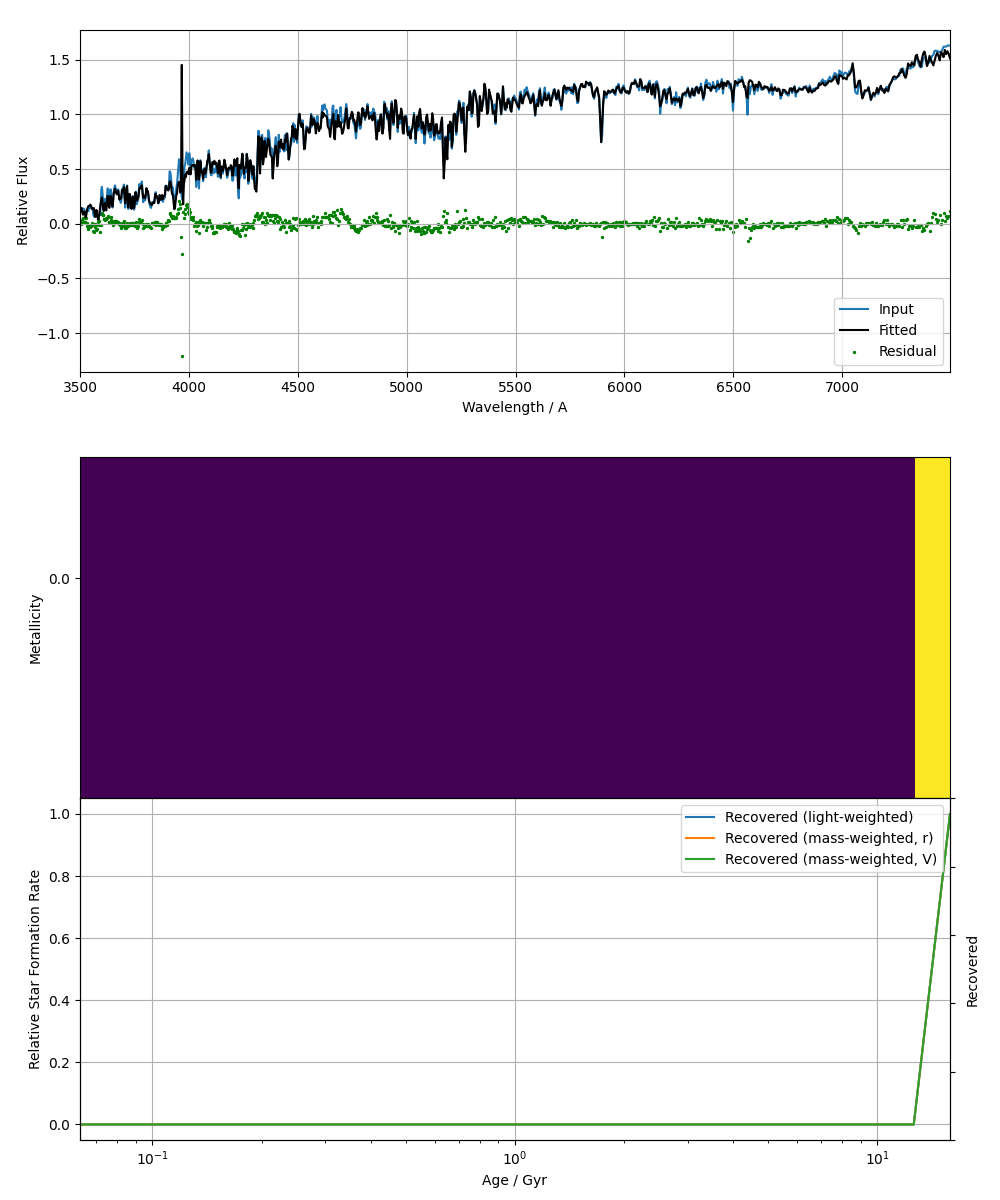 1.5
1.0
0.5
0.0
−0.5
−1.0
Relative Flux
Input
Fitted
Residual
3500 4000 4500 5000 5500 6000 6500 7000
Wavelength / A
0.0
Metallicity
1.0
0.8
0.6
0.4
0.2
0.0
Relative Star Formation Rate
Recovered (light-weighted)
Recovered (mass-weighted, r)
Recovered (mass-weighted, V)
Recovered
10⁻¹ 10⁰ 10¹
Age / Gyr